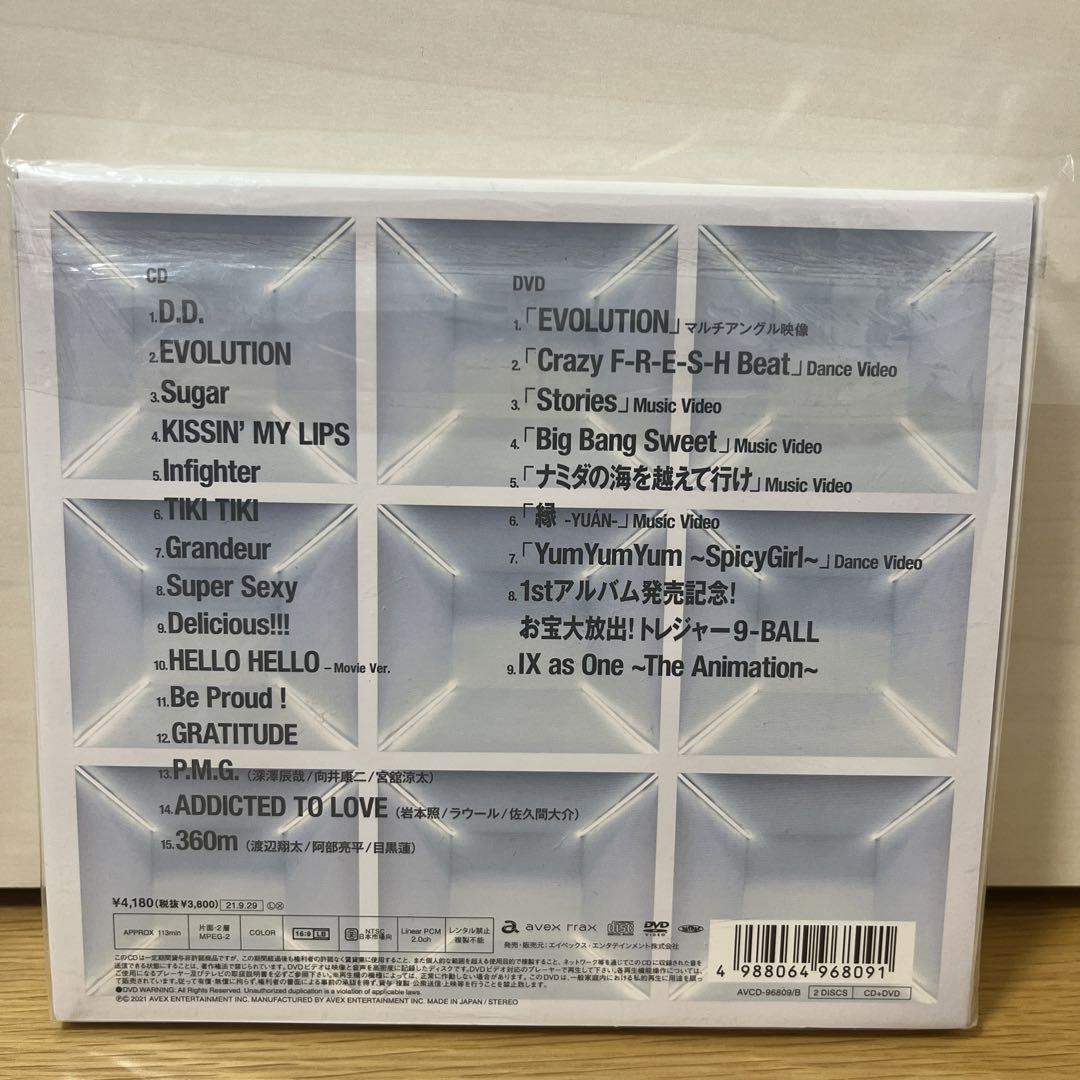 CD
1.D.D.
2.EVOLUTION
3.Sugar
4.KISSIN' MY LIPS
5.Infighter
6.TIKI TIKI
7.Grandeur
8.Super Sexy
9.Delicious!!!
10.HELLO HELLO –Movie Ver.
11.Be Proud !
12.GRATITUDE
13.P.M.G. (深澤辰哉/向井康二/宮舘涼太)
14.ADDICTED TO LOVE (岩本照/ラウール/佐久間大介)
15.360m (渡辺翔太/阿部亮平/目黒蓮)
DVD
1.「EVOLUTION」マルチアングル映像
2.「Crazy F-R-E-S-H Beat」Dance Video
3.「Stories」Music Video
4.「Big Bang Sweet」Music Video
5.「ナミダの海を越えて行け」Music Video
6.「縁 -YUÁN-」Music Video
7.「YumYumYum ~SpicyGirl~」Dance Video
8.1stアルバム発売記念!
お宝大放出!トレジャー9-BALL
9.IX as One ~The Animation~
¥4,180(税抜¥3,800) 21.9.29 Ⓛⓧ
APPROX 113min
片面・2層
MPEG-2
COLOR
16:9 LB
2 NTSC
日本市場向
Linear PCM
2.0ch
レンタル禁止
複製不能
avex trax
DVD
VIDEO
発売・販売元:エイベックス・エンタテインメント株式会社
●DVD WARNING: All Rights Reserved. Unauthorized duplication is a violation of applicable laws.
ⓅⒸ 2021 AVEX ENTERTAINMENT INC. MANUFACTURED BY AVEX ENTERTAINMENT INC. MADE IN JAPAN / STEREO
4 988064 968091
AVCD-96809/B
2 DISCS
CD+DVD